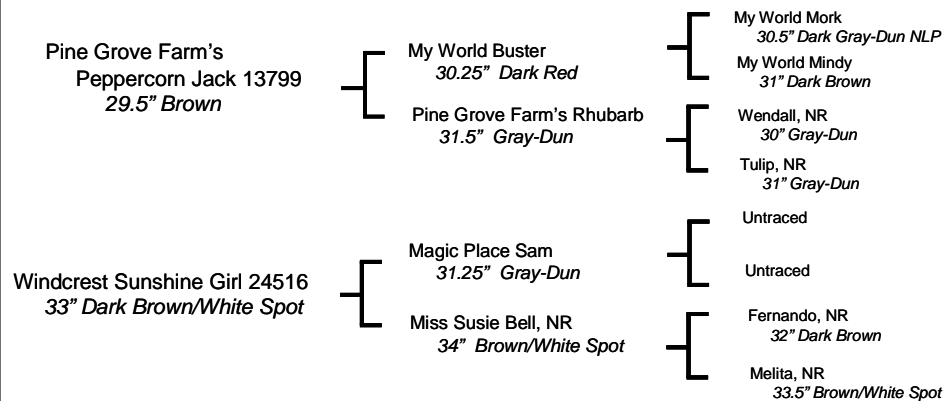 Pine Grove Farm’s
Peppercorn Jack 13799
29.5” Brown
My World Buster
30.25” Dark Red
My World Mork
30.5” Dark Gray-Dun NLP
My World Mindy
31” Dark Brown
Pine Grove Farm’s Rhubarb
31.5” Gray-Dun
Wendall, NR
30” Gray-Dun
Tulip, NR
31” Gray-Dun
Windcrest Sunshine Girl 24516
33” Dark Brown/White Spot
Magic Place Sam
31.25” Gray-Dun
Untraced
Untraced
Miss Susie Bell, NR
34” Brown/White Spot
Fernando, NR
32” Dark Brown
Melita, NR
33.5” Brown/White Spot